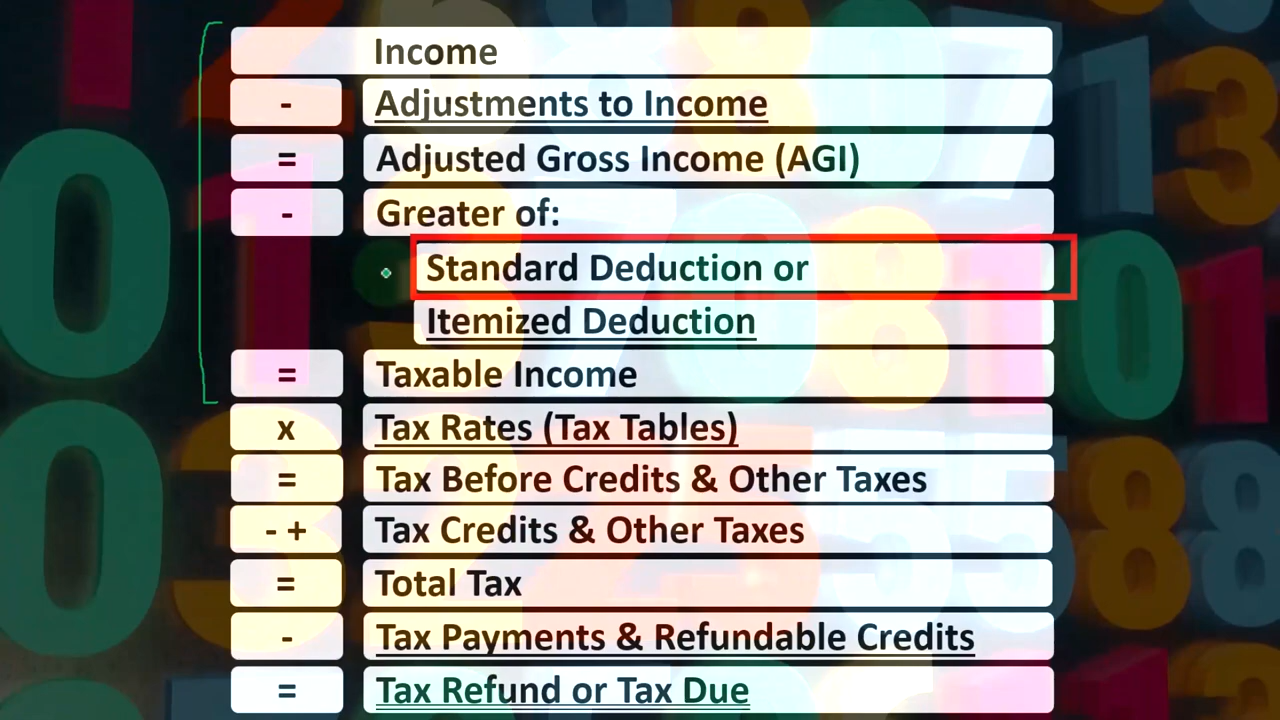 Income
- Adjustments to Income
= Adjusted Gross Income (AGI)
- Greater of:
Standard Deduction or
Itemized Deduction
= Taxable Income
x Tax Rates (Tax Tables)
= Tax Before Credits & Other Taxes
- + Tax Credits & Other Taxes
= Total Tax
- Tax Payments & Refundable Credits
= Tax Refund or Tax Due